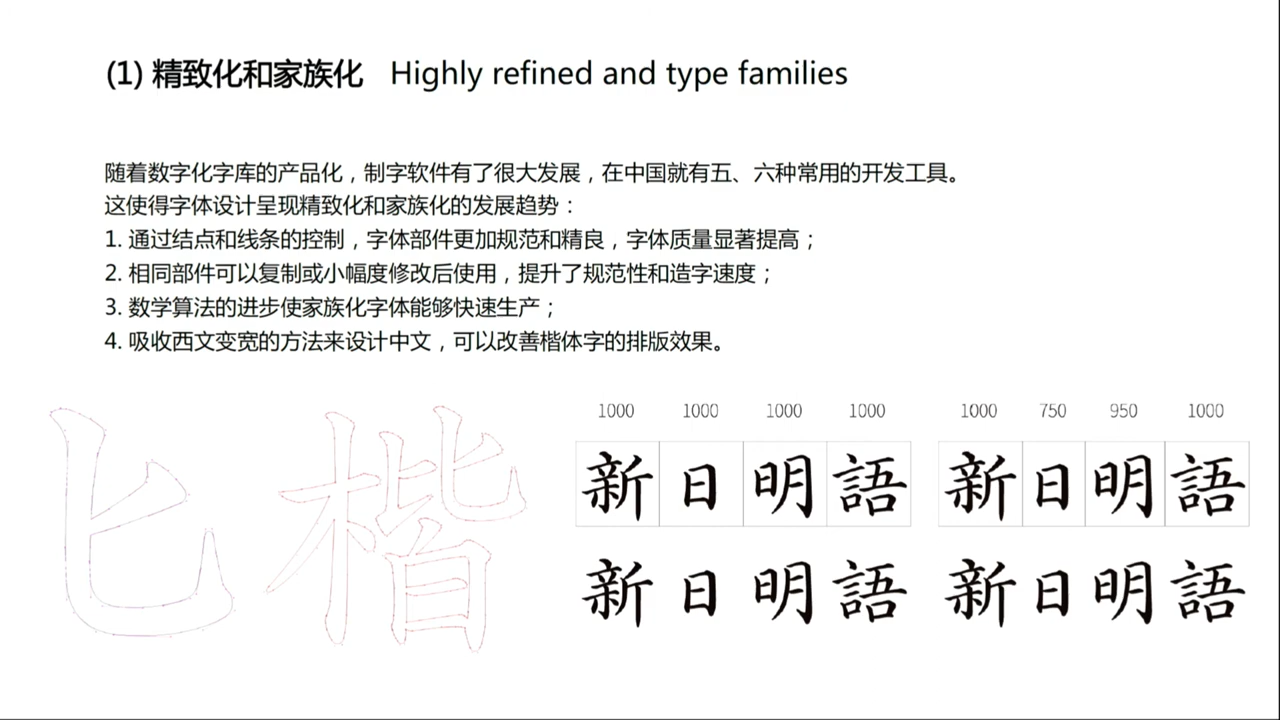 (1) 精致化和家族化 Highly refined and type families
随着数字化字库的产品化，制字软件有了很大发展，在中国就有五、六种常用的开发工具。
这使得字体设计呈现精致化和家族化的发展趋势：
1. 通过结点和线条的控制，字体部件更加规范和精良，字体质量显著提高；
2. 相同部件可以复制或小幅度修改后使用，提升了规范性和造字速度；
3. 数学算法的进步使家族化字体能够快速生产；
4. 吸收西文变宽的方法来设计中文，可以改善楷体字的排版效果。
匕 楷
1000 1000 1000 1000
新日明語
新日明語
1000 750 950 1000
新日明語
新日明語